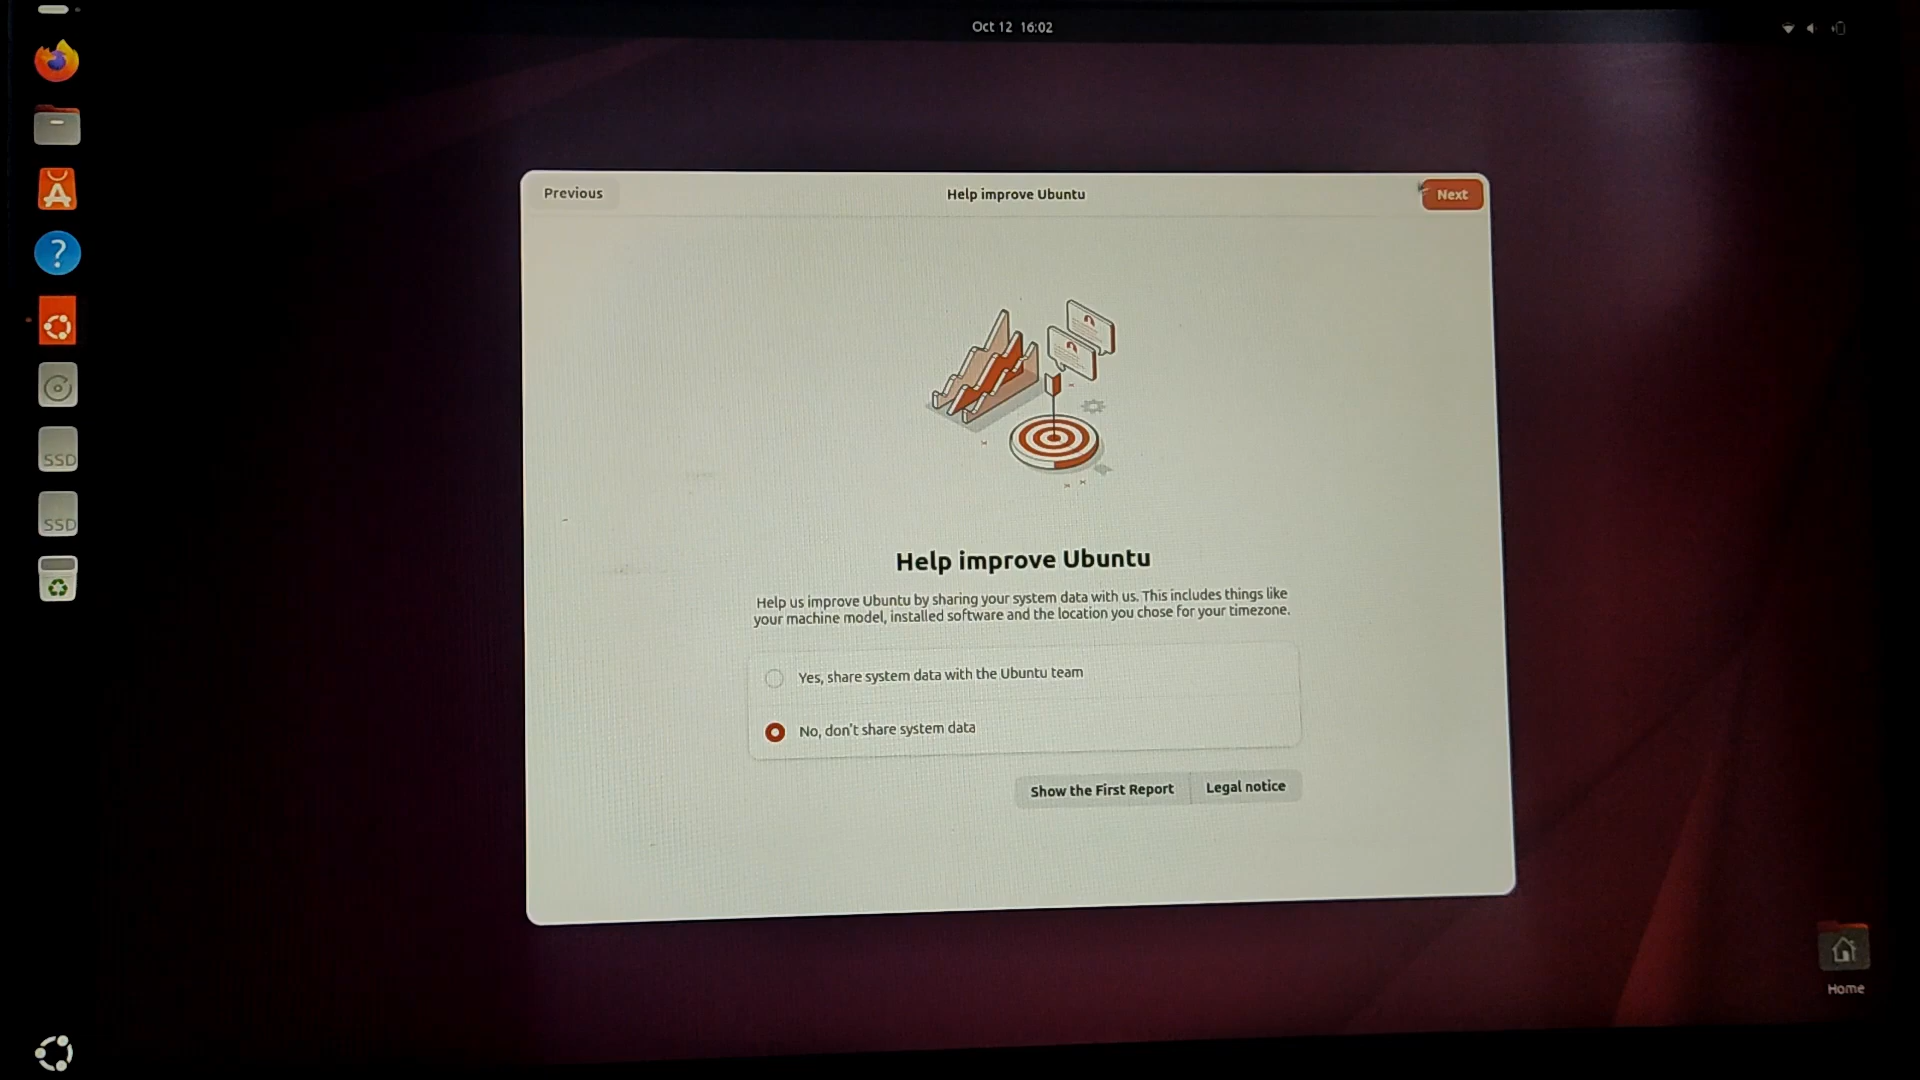 Oct 12 16:02
Previous
Help improve Ubuntu
Next
Help improve Ubuntu
Help us improve Ubuntu by sharing your system data with us. This includes things like
your machine model, installed software and the location you chose for your timezone.
Yes, share system data with the Ubuntu team
No, don't share system data
Show the First Report
Legal notice
SSD
SSD
Home